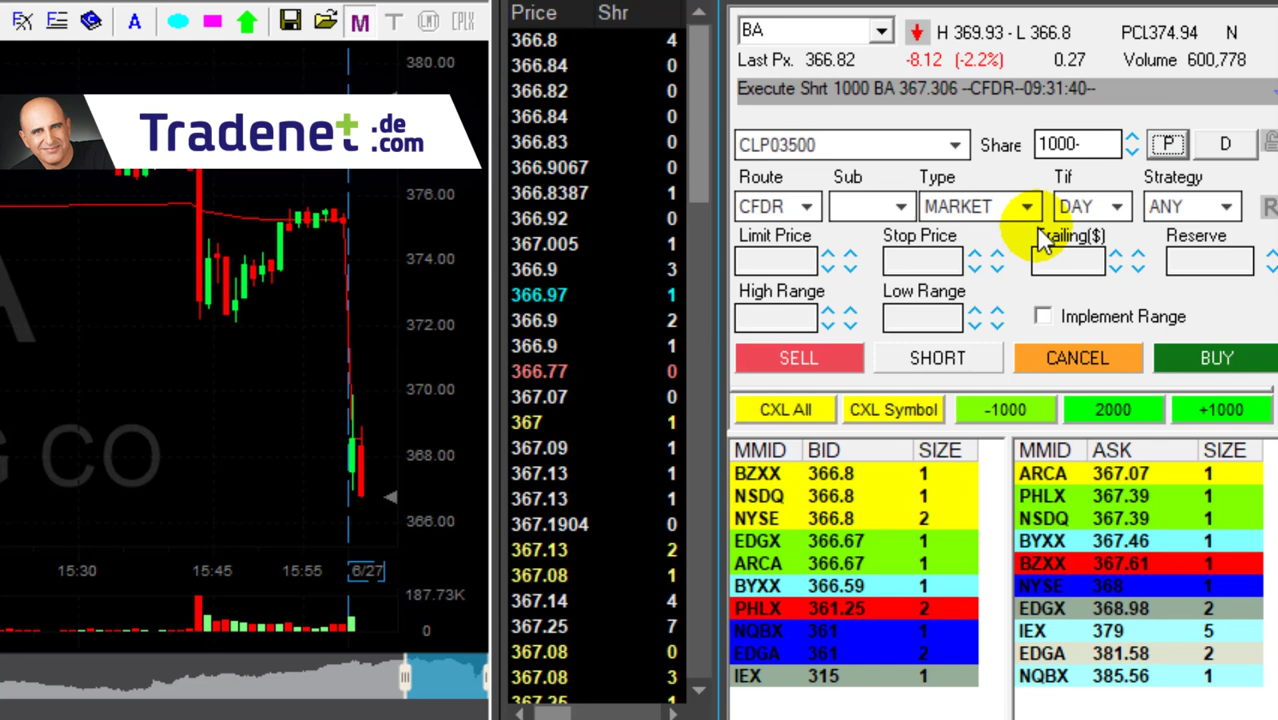 A
M
T
LMT
CPLX
380.00
Tradenet .de
.com
376.00
374.00
372.00
370.00
368.00
366.00
A
G CO
15:30 15:45 15:55 6/27
187.73K
0
Price Shr
366.8 4
366.84 0
366.82 0
366.84 0
366.83 0
366.9067 0
366.8387 1
366.92 0
367.005 1
366.9 3
366.97 1
366.9 2
366.9 1
366.77 0
367.07 0
367 1
367.09 1
367.13 1
367.13 1
367.1904 0
367.13 2
367.08 1
367.14 4
367.25 7
367.08 0
367.08 3
367.25 1
BA H 369.93 - L 366.8 PCL374.94 N
Last Px. 366.82 -8.12 (-2.2%) 0.27 Volume 600,778
Execute Shrt 1000 BA 367.306 --CFDR--09:31:40--
CLP03500 Share 1000- P D
Route Sub Type Tif Strategy
CFDR MARKET DAY ANY R
Limit Price Stop Price Trailing($) Reserve
High Range Low Range Implement Range
SELL SHORT CANCEL BUY
CXL All CXL Symbol -1000 2000 +1000
MMID BID SIZE MMID ASK SIZE
BZXX 366.8 1 ARCA 367.07 1
NSDQ 366.8 1 PHLX 367.39 1
NYSE 366.8 2 NSDQ 367.39 1
EDGX 366.67 1 BYXX 367.46 1
ARCA 366.67 1 BZXX 367.61 1
BYXX 366.59 1 NYSE 368 1
PHLX 361.25 2 EDGX 368.98 2
NQBX 361 1 IEX 379 5
EDGA 361 2 EDGA 381.58 2
IEX 315 1 NQBX 385.56 1